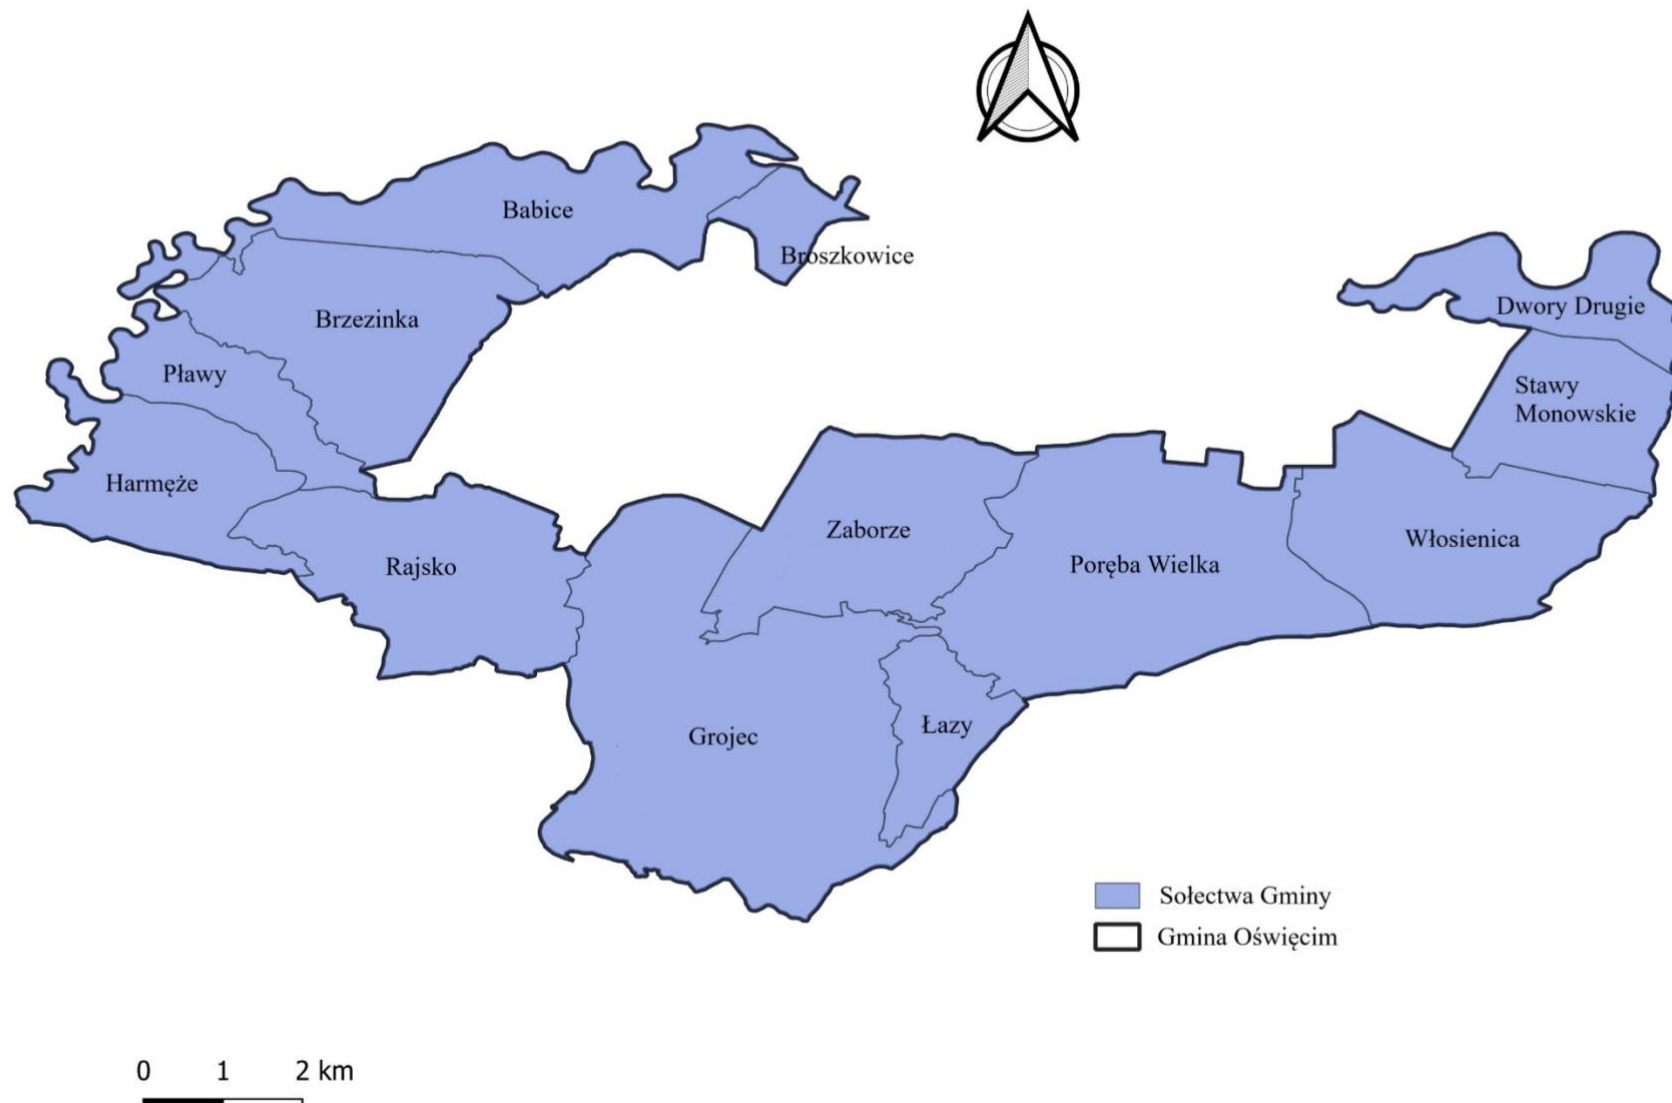 Babice
Broszkowice
Brzezinka
Dwory Drugie
Pławy
Stawy
Monowskie
Harmęże
Zaborze
Włosienica
Rajsko
Poręba Wielka
Grojec
Łazy
Sołectwa Gminy
Gmina Oświęcim
0 1 2 km